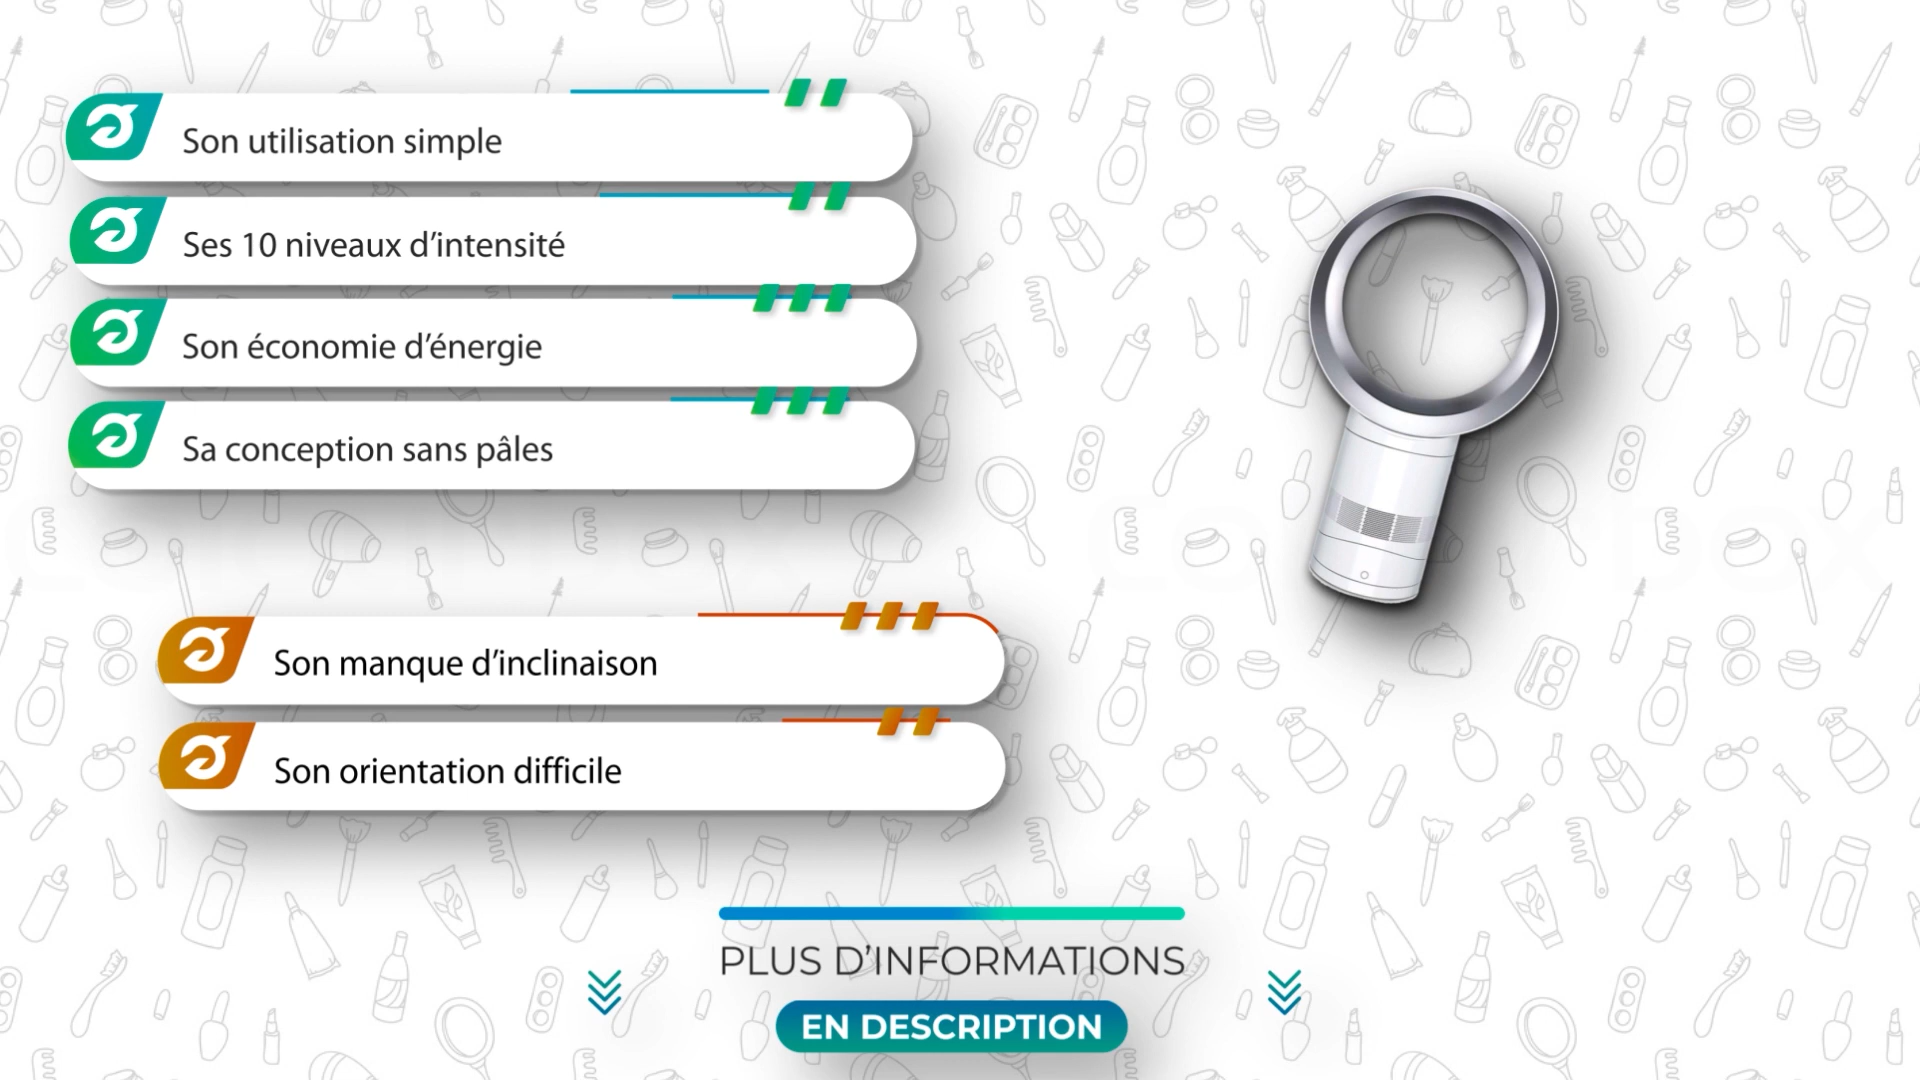 Son utilisation simple
Ses 10 niveaux d’intensité
Son économie d’énergie
Sa conception sans pâles
Son manque d’inclinaison
Son orientation difficile
PLUS D’INFORMATIONS
EN DESCRIPTION